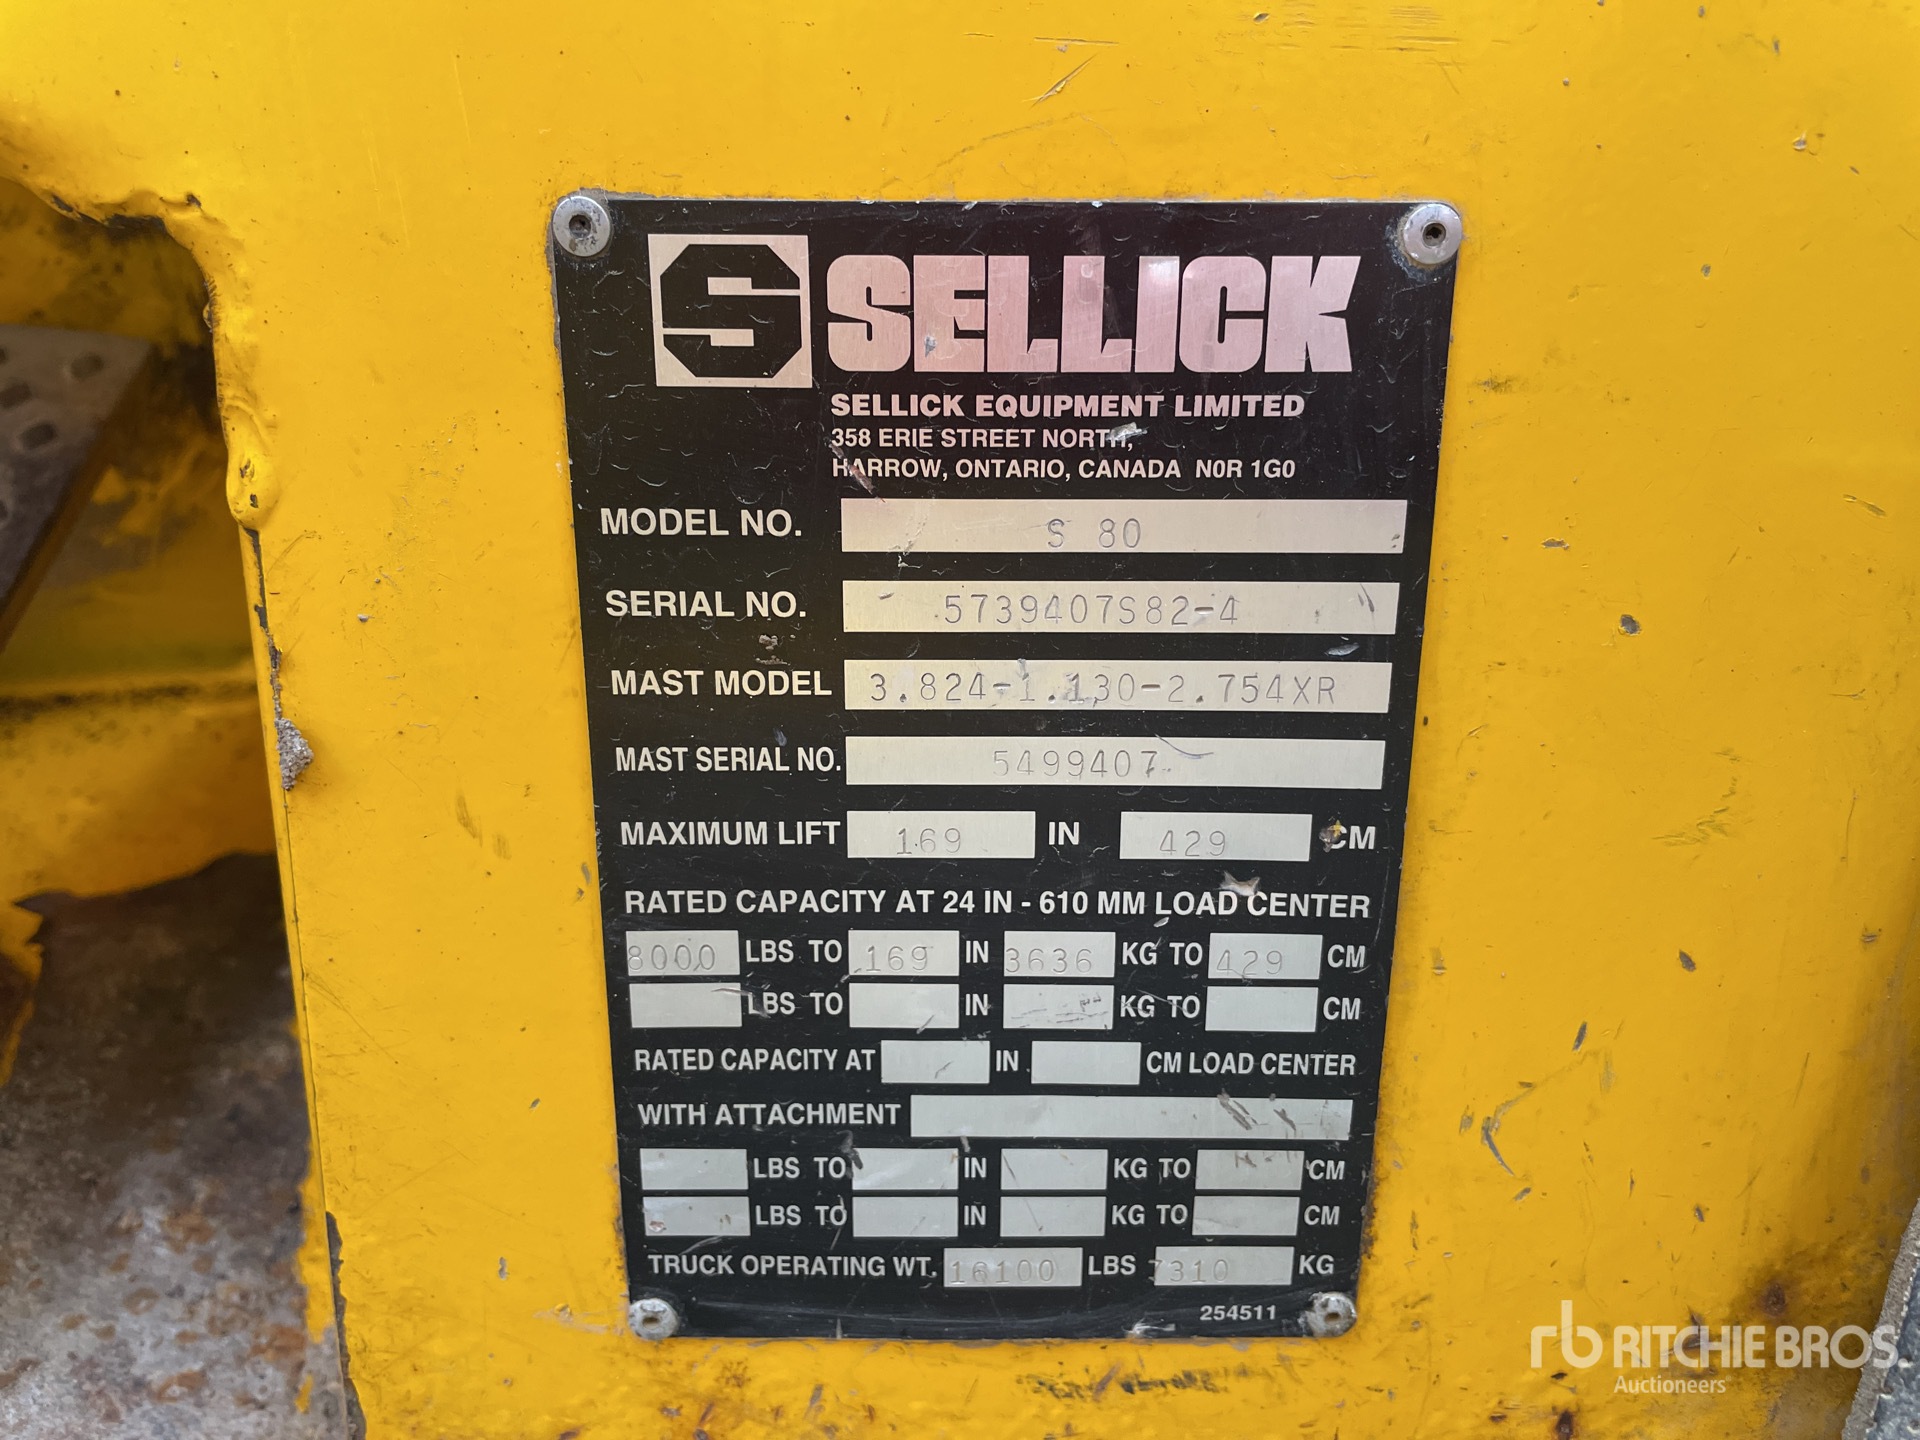 S SELLICK
SELLICK EQUIPMENT LIMITED
358 ERIE STREET NORTH,
HARROW, ONTARIO, CANADA N0R 1G0
MODEL NO. S 80
SERIAL NO. 5739407S82-4
MAST MODEL 3.824-1.130-2.754XR
MAST SERIAL NO. 5499407
MAXIMUM LIFT 169 IN 429 CM
RATED CAPACITY AT 24 IN - 610 MM LOAD CENTER
8000 LBS TO 169 IN 3636 KG TO 429 CM
LBS TO IN KG TO CM
RATED CAPACITY AT IN CM LOAD CENTER
WITH ATTACHMENT
LBS TO IN KG TO CM
LBS TO IN KG TO CM
TRUCK OPERATING WT. 16100 LBS 7310 KG
254511
rb RITCHIE BROS.
Auctioneers